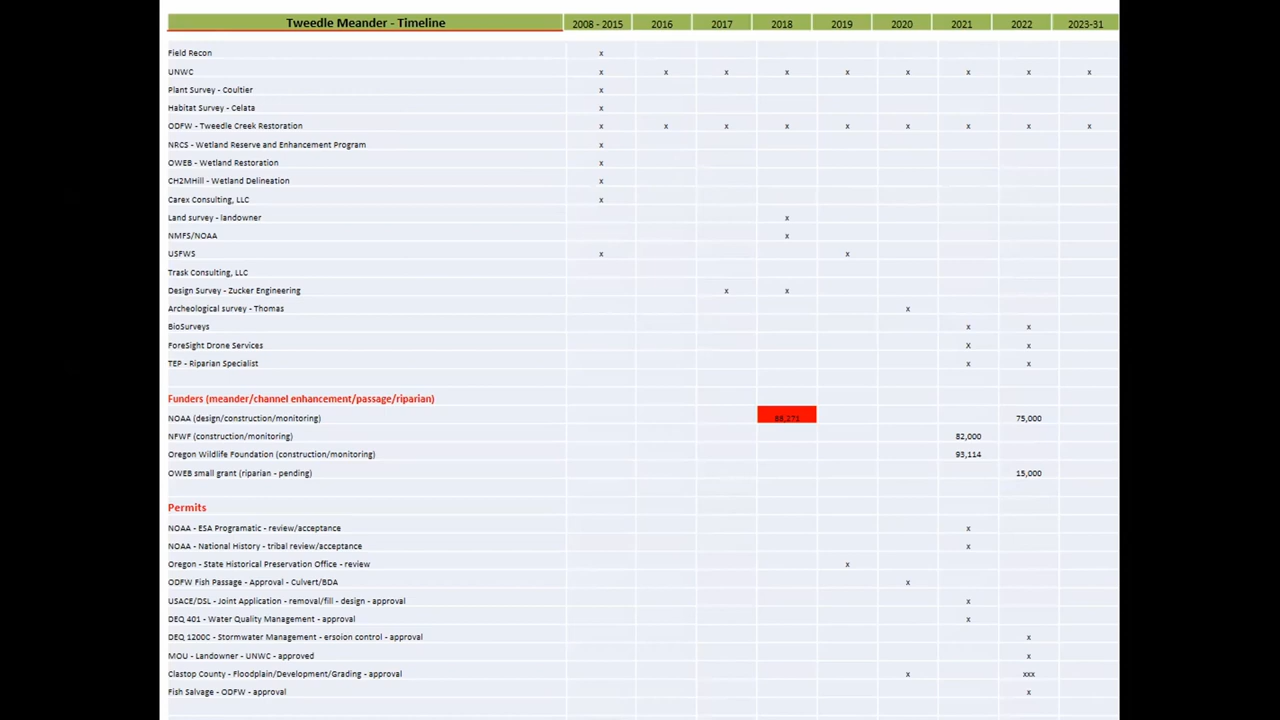 Tweedle Meander - Timeline 2008 - 2015 2016 2017 2018 2019 2020 2021 2022 2023-31
Field Recon x
UNWC x x x x x x x x x
Plant Survey - Coultier x
Habitat Survey - Celata x
ODFW - Tweedle Creek Restoration x x x x x x x x x
NRCS - Wetland Reserve and Enhancement Program x
OWEB - Wetland Restoration x
CH2MHill - Wetland Delineation x
Carex Consulting, LLC x
Land survey - landowner x
NMFS/NOAA x
USFWS x x
Trask Consulting, LLC
Design Survey - Zucker Engineering x x
Archeological survey - Thomas x
BioSurveys x x
ForeSight Drone Services X x
TEP - Riparian Specialist x x
Funders (meander/channel enhancement/passage/riparian)
NOAA (design/construction/monitoring) 88,271 75,000
NFWF (construction/monitoring) 82,000
Oregon Wildlife Foundation (construction/monitoring) 93,114
OWEB small grant (riparian - pending) 15,000
Permits
NOAA - ESA Programatic - review/acceptance x
NOAA - National History - tribal review/acceptance x
Oregon - State Historical Preservation Office - review x
ODFW Fish Passage - Approval - Culvert/BDA x
USACE/DSL - Joint Application - removal/fill - design - approval x
DEQ 401 - Water Quality Management - approval x
DEQ 1200C - Stormwater Management - ersoion control - approval x
MOU - Landowner - UNWC - approved x
Clastop County - Floodplain/Development/Grading - approval x xxx
Fish Salvage - ODFW - approval x